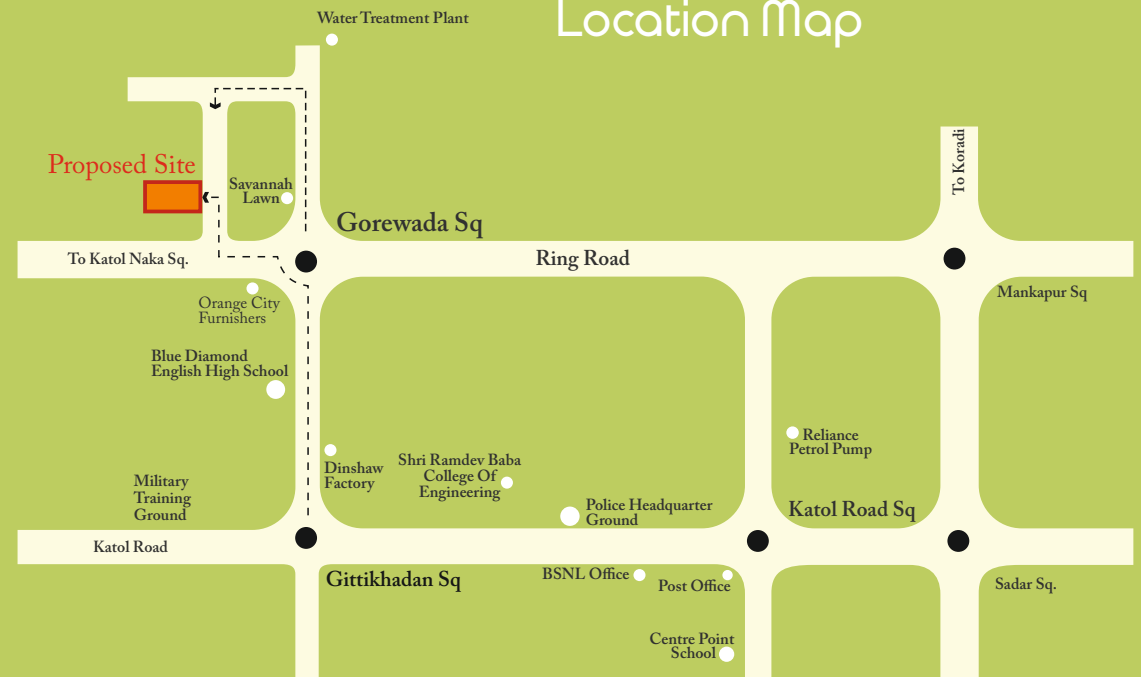 Location Map
Water Treatment Plant
To Koradi
Proposed Site
Savannah
Lawn
Gorewada Sq
To Katol Naka Sq.
Ring Road
Mankapur Sq
Orange City
Furnishers
Blue Diamond
English High School
Reliance
Petrol Pump
Dinshaw
Factory
Shri Ramdev Baba
College Of
Engineering
Military
Training
Ground
Police Headquarter
Ground
Katol Road Sq
Katol Road
Gittikhadan Sq
BSNL Office
Post Office
Sadar Sq.
Centre Point
School